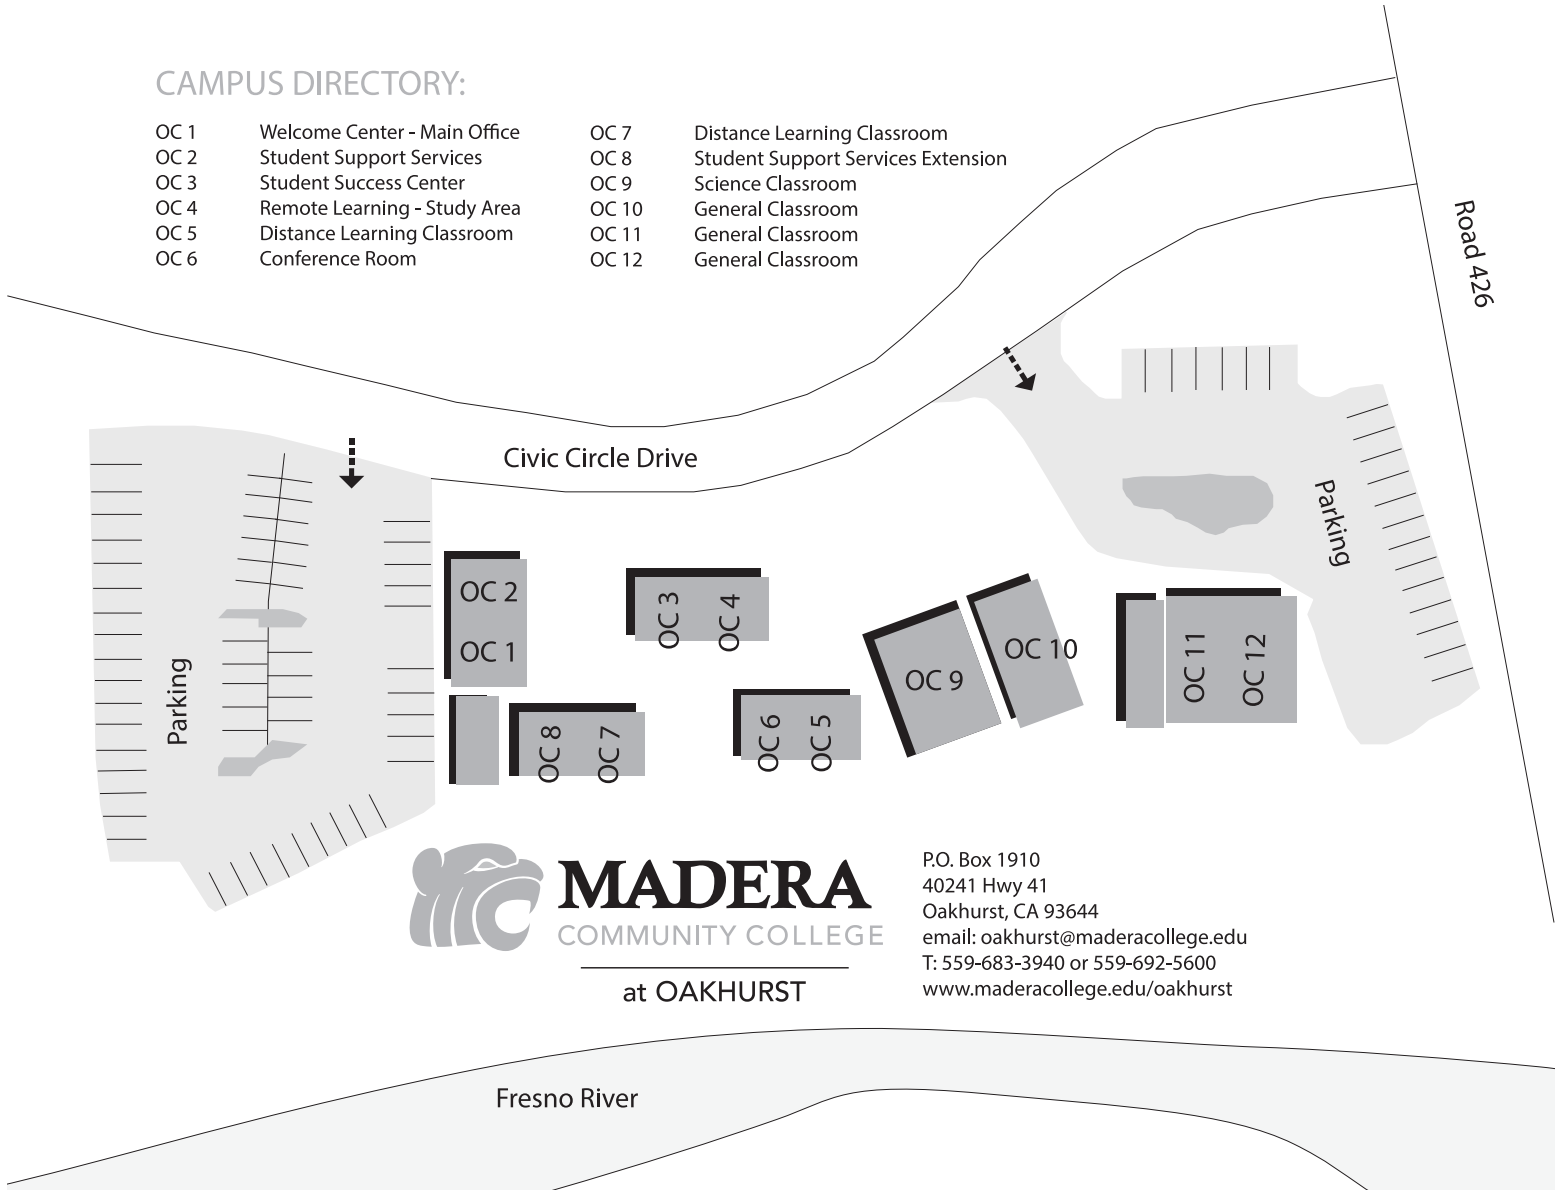 CAMPUS DIRECTORY:
OC 1 Welcome Center - Main Office
OC 2 Student Support Services
OC 3 Student Success Center
OC 4 Remote Learning - Study Area
OC 5 Distance Learning Classroom
OC 6 Conference Room
OC 7 Distance Learning Classroom
OC 8 Student Support Services Extension
OC 9 Science Classroom
OC 10 General Classroom
OC 11 General Classroom
OC 12 General Classroom
Road 426
Civic Circle Drive
Parking
Parking
OC 2
OC 1
OC 3
OC 4
OC 8
OC 7
OC 6
OC 5
OC 9
OC 10
OC 11
OC 12
MADERA
COMMUNITY COLLEGE
at OAKHURST
P.O. Box 1910
40241 Hwy 41
Oakhurst, CA 93644
email: oakhurst@maderacollege.edu
T: 559-683-3940 or 559-692-5600
www.maderacollege.edu/oakhurst
Fresno River